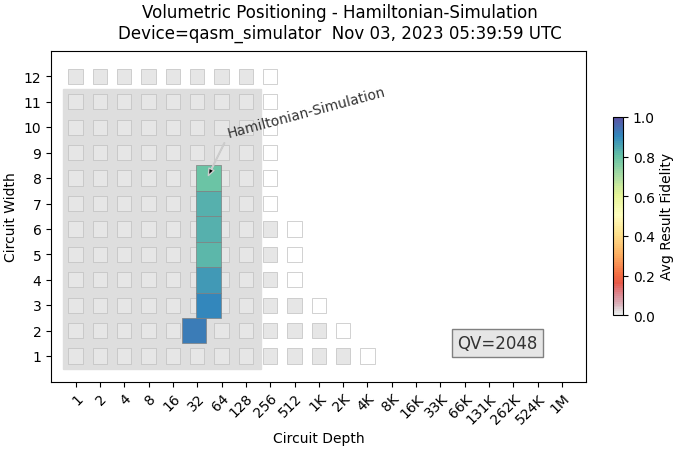 Volumetric Positioning - Hamiltonian-Simulation
Device=qasm_simulator  Nov 03, 2023 05:39:59 UTC
Circuit Width
12
11
10
9
8
7
6
5
4
3
2
1
Hamiltonian-Simulation
QV=2048
1
2
4
8
16
32
64
128
256
512
1K
2K
4K
8K
16K
33K
66K
131K
262K
524K
1M
Circuit Depth
1.0
0.8
0.6
0.4
0.2
0.0
Avg Result Fidelity